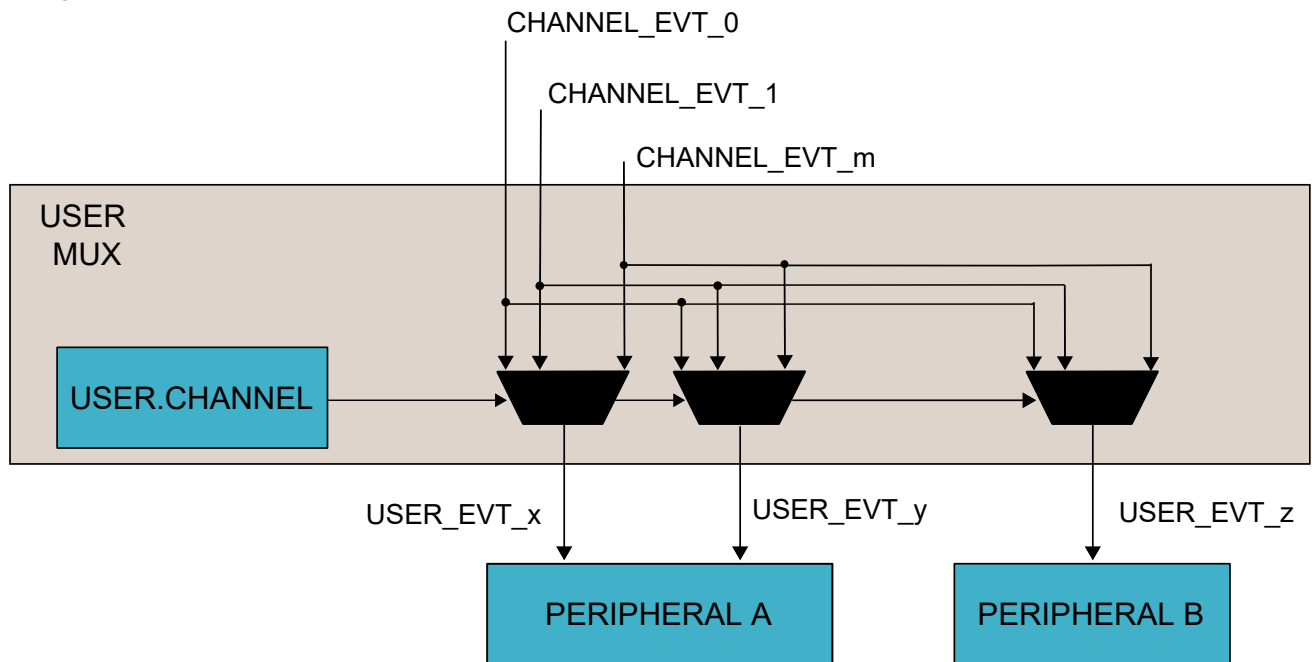 CHANNEL_EVT_0
CHANNEL_EVT_1
CHANNEL_EVT_m
USER
MUX
USER.CHANNEL
USER_EVT_x
USER_EVT_y
USER_EVT_z
PERIPHERAL A
PERIPHERAL B